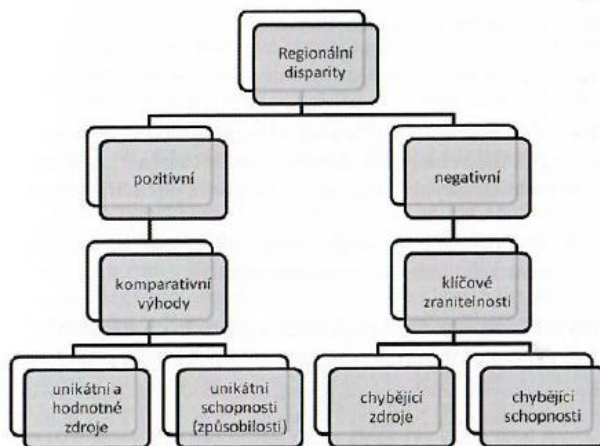 Regionální
disparity
pozitivní
negativní
komparativní
výhody
klíčové
zranitelnosti
unikátní a
hodnotné
zdroje
unikátní
schopnosti
(způsobilosti)
chybějící
zdroje
chybějící
schopnosti